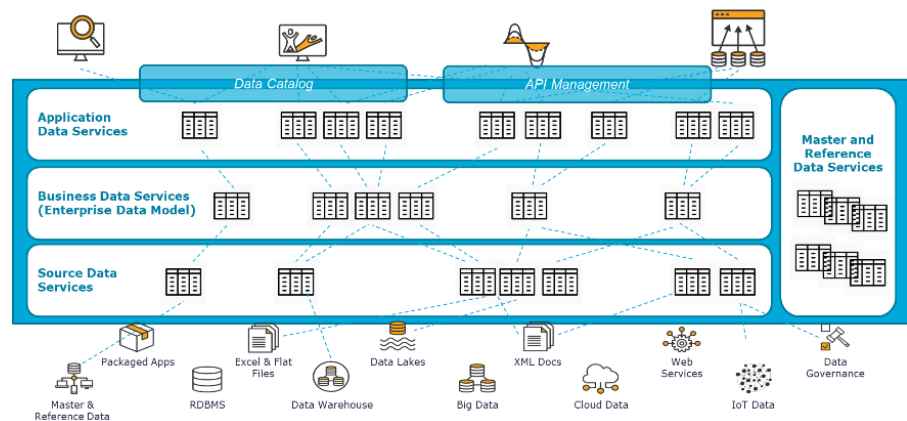 Data Catalog
API Management
Application
Data Services
Master and
Reference
Data Services
Business Data Services
(Enterprise Data Model)
Source Data
Services
Packaged Apps
Excel & Flat
Files
Data Lakes
XML Docs
Web
Services
Data
Governance
Master &
Reference Data
RDBMS
Data Warehouse
Big Data
Cloud Data
IoT Data